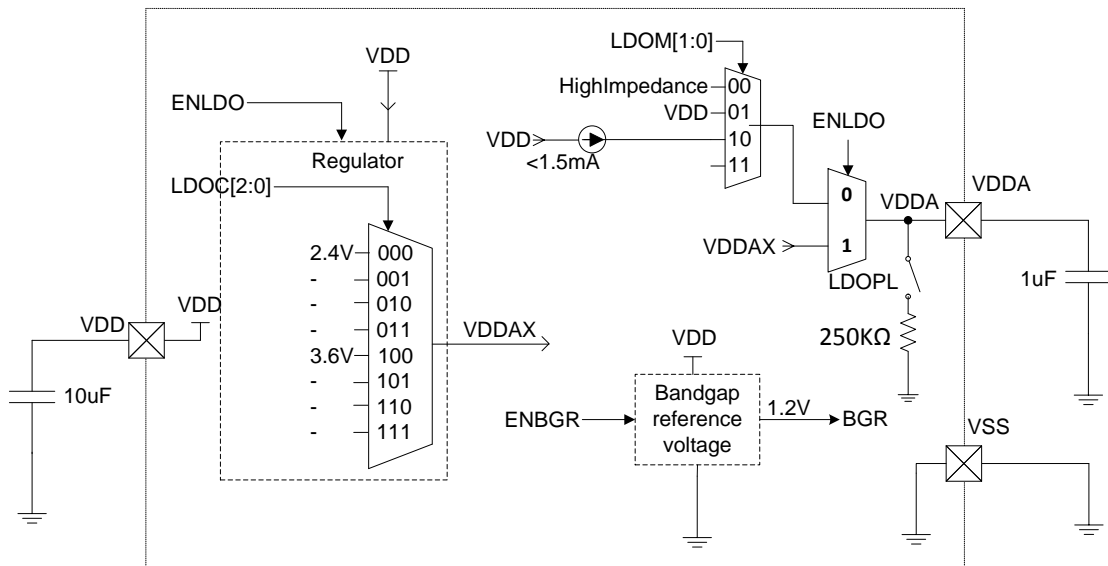 LDOM[1:0]
VDD
HighImpedance
00
ENLDO
VDD
01
ENLDO
VDD
10
<1.5mA
11
Regulator
LDOC[2:0]
0
VDDA
VDDA
2.4V
000
VDDAX
1
-
001
LDOPL
1uF
-
010
VDD
VDD
-
011
VDDAX
250KΩ
3.6V
100
VDD
-
101
10uF
-
110
Bandgap
reference
voltage
1.2V
ENBGR
BGR
-
111
VSS